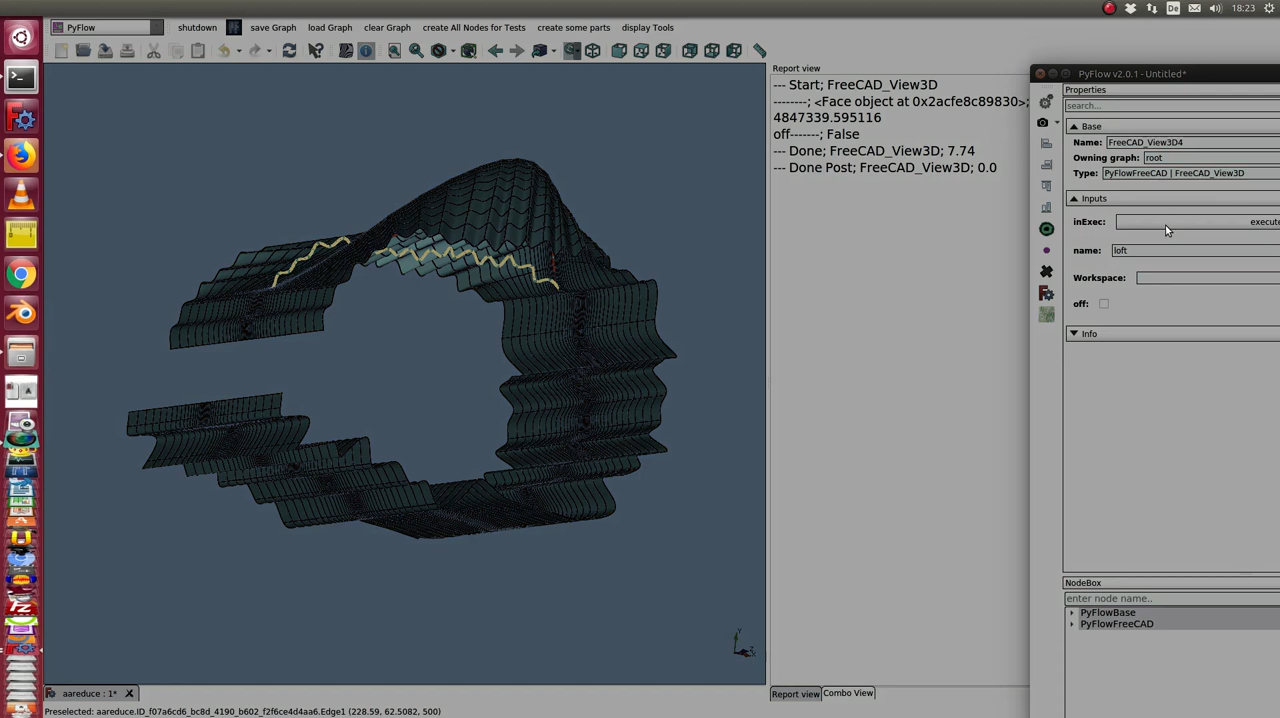 De
18:23
PyFlow
shutdown
save Graph
load Graph
clear Graph
create All Nodes for Tests
create some parts
display Tools
Report view
--- Start; FreeCAD_View3D
--------; <Face object at 0x2acfe8c89830>;
4847339.595116
off-------; False
--- Done; FreeCAD_View3D; 7.74
--- Done Post; FreeCAD_View3D; 0.0
PyFlow v2.0.1 - Untitled*
Properties
search...
Base
Name: FreeCAD_View3D4
Owning graph: root
Type: PyFlowFreeCAD | FreeCAD_View3D
Inputs
inExec: execute
name: loft
Workspace:
off:
Info
NodeBox
enter node name..
PyFlowBase
PyFlowFreeCAD
aareduce : 1*
Report view
Combo View
Preselected: aareduce.ID_f07a6cd6_bc8d_4190_b602_f2f6ce4d4aa6.Edge1 (228.59, 62.5082, 500)